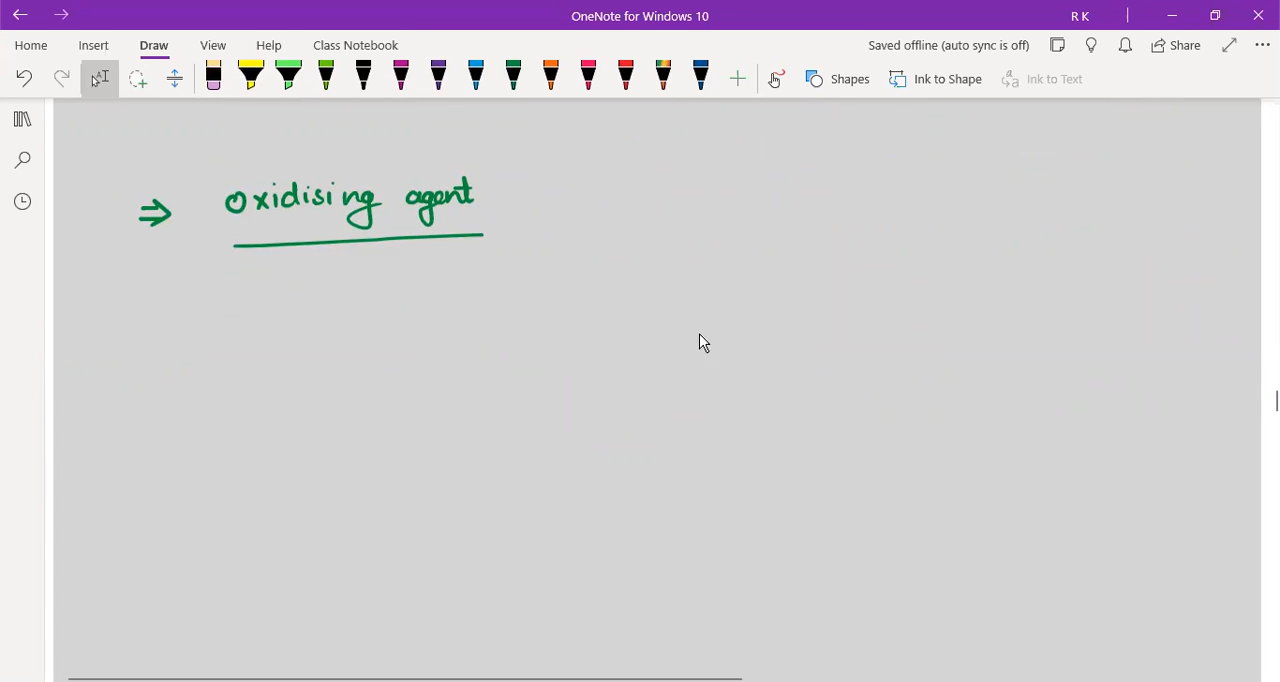 OneNote for Windows 10
R K
Home Insert Draw View Help Class Notebook
Saved offline (auto sync is off)
Share
Shapes
Ink to Shape
Ink to Text
⇒ Oxidising agent